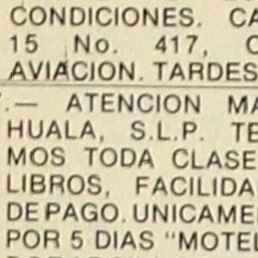 CONDICIONES. CA
15 No. 417, C
AVIACION. TARDES
.— ATENCION MA
HUALA, S.L.P. TE
MOS TODA CLASE
LIBROS, FACILIDA
DE PAGO. UNICAME
POR 5 DIAS "MOTEL